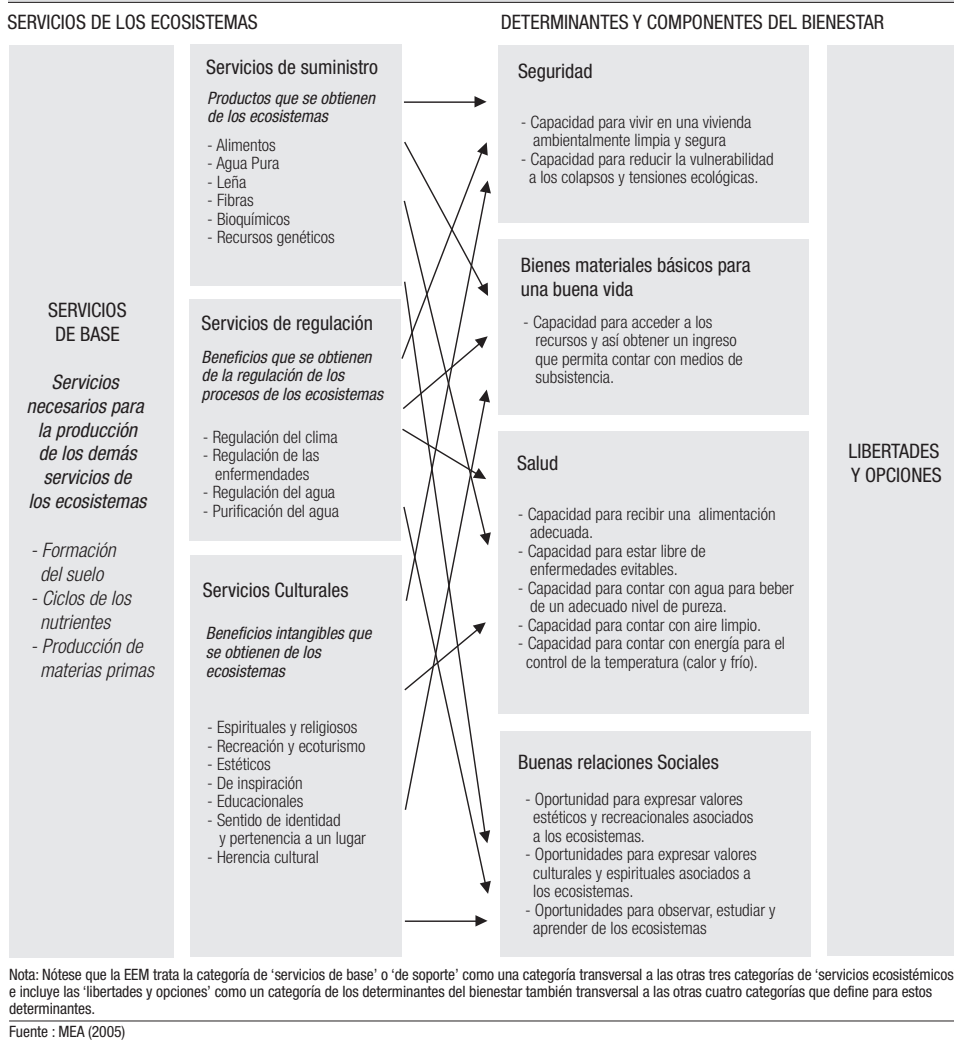 SERVICIOS DE LOS ECOSISTEMAS
DETERMINANTES Y COMPONENTES DEL BIENESTAR
SERVICIOS
DE BASE
Servicios
necesarios para
la producción
de los demás
servicios de
los ecosistemas
- Formación
del suelo
- Ciclos de los
nutrientes
- Producción de
materias primas
Servicios de suministro
Productos que se obtienen
de los ecosistemas
- Alimentos
- Agua Pura
- Leña
- Fibras
- Bioquímicos
- Recursos genéticos
Servicios de regulación
Beneficios que se obtienen
de la regulación de los
procesos de los ecosistemas
- Regulación del clima
- Regulación de las
enfermendades
- Regulación del agua
- Purificación del agua
Servicios Culturales
Beneficios intangibles que
se obtienen de los
ecosistemas
- Espirituales y religiosos
- Recreación y ecoturismo
- Estéticos
- De inspiración
- Educacionales
- Sentido de identidad
y pertenencia a un lugar
- Herencia cultural
Seguridad
- Capacidad para vivir en una vivienda
ambientalmente limpia y segura
- Capacidad para reducir la vulnerabilidad
a los colapsos y tensiones ecológicas.
Bienes materiales básicos para
una buena vida
- Capacidad para acceder a los
recursos y así obtener un ingreso
que permita contar con medios de
subsistencia.
Salud
- Capacidad para recibir una alimentación
adecuada.
- Capacidad para estar libre de
enfermedades evitables.
- Capacidad para contar con agua para beber
de un adecuado nivel de pureza.
- Capacidad para contar con aire limpio.
- Capacidad para contar con energía para el
control de la temperatura (calor y frío).
Buenas relaciones Sociales
- Oportunidad para expresar valores
estéticos y recreacionales asociados
a los ecosistemas.
- Oportunidades para expresar valores
culturales y espirituales asociados a
los ecosistemas.
- Oportunidades para observar, estudiar y
aprender de los ecosistemas
LIBERTADES
Y OPCIONES
Nota: Nótese que la EEM trata la categoría de 'servicios de base' o 'de soporte' como una categoría transversal a las otras tres categorías de 'servicios ecosistémicos
e incluye las 'libertades y opciones' como un categoría de los determinantes del bienestar también transversal a las otras cuatro categorías que define para estos
determinantes.
Fuente : MEA (2005)